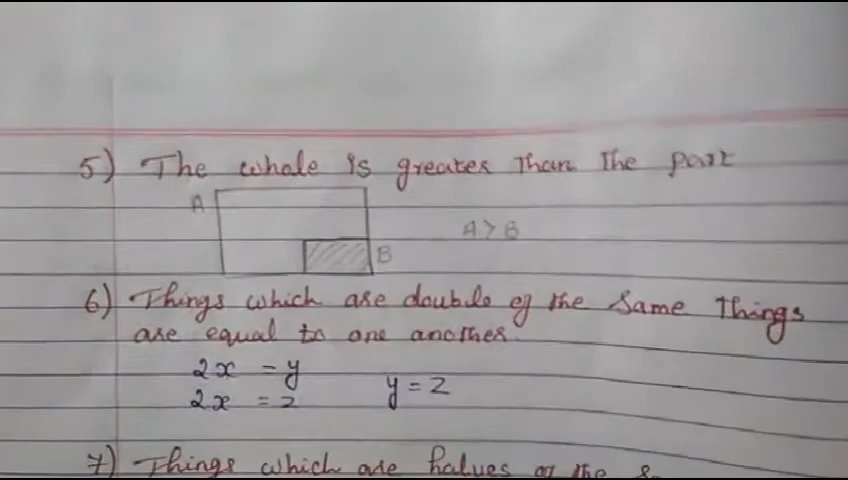 5) The whole is greater than the part
A
A > B
B
6) Things which are double of the same things
are equal to one another.
2x = y
2x = z y = z
7) Things which are halves of the s